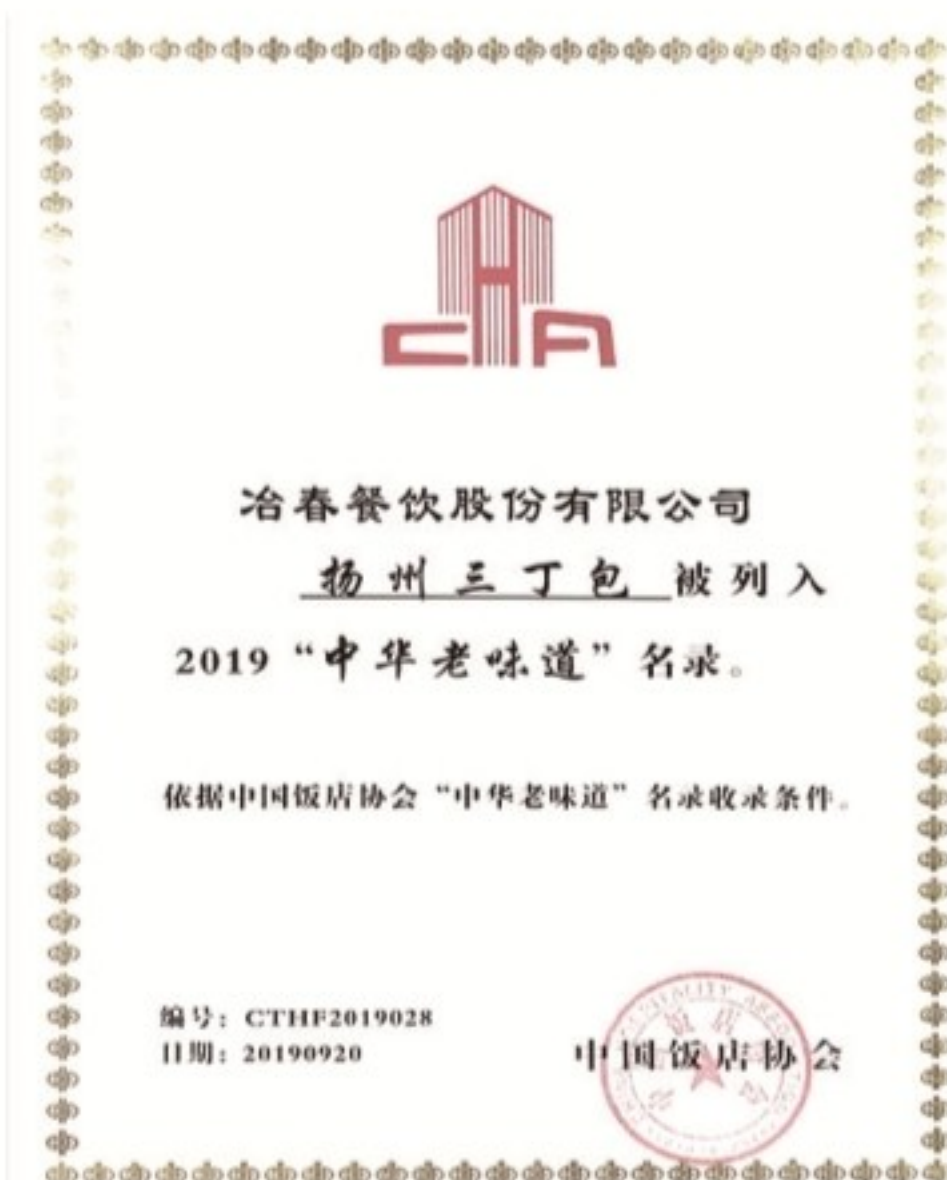 CHA
冶春餐饮股份有限公司
扬州三丁包 被列入
2019“中华老味道”名录。
依据中国饭店协会“中华老味道”名录收录条件。
编号：CTHF2019028
日期：20190920
中国饭店协会